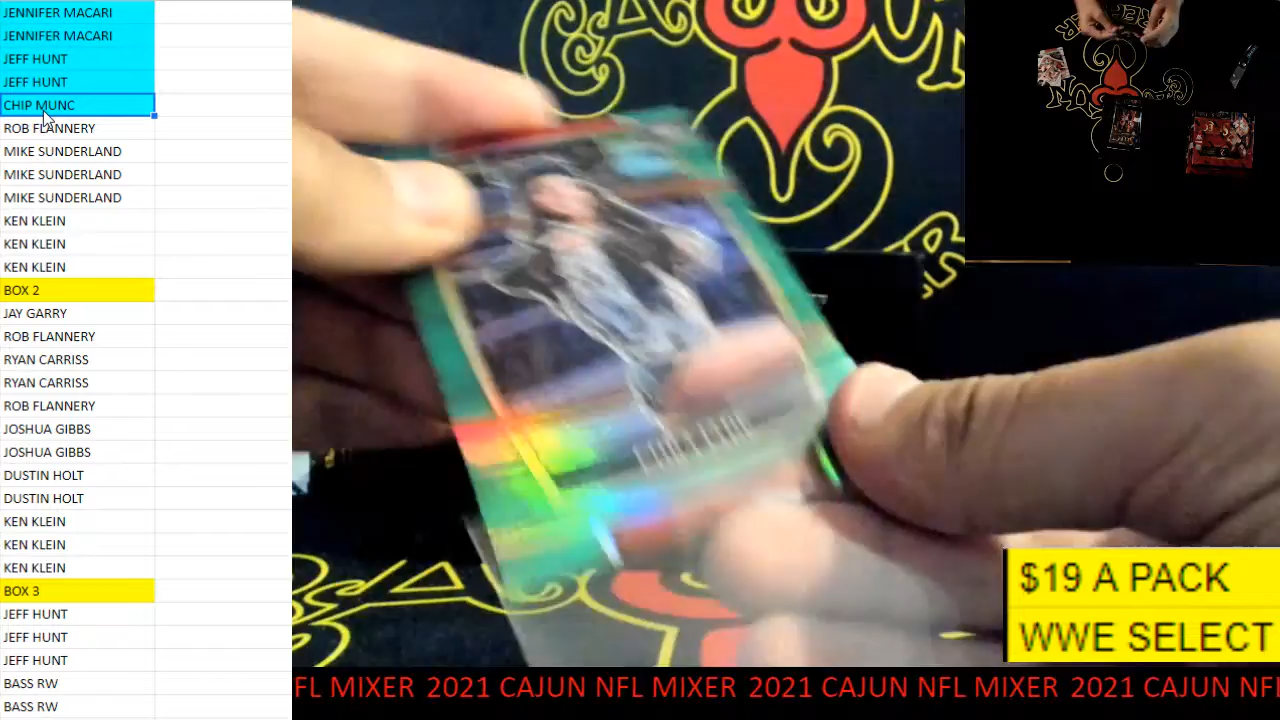 JENNIFER MACARI
JENNIFER MACARI
JEFF HUNT
JEFF HUNT
CHIP MUNC
ROB FLANNERY
MIKE SUNDERLAND
MIKE SUNDERLAND
MIKE SUNDERLAND
KEN KLEIN
KEN KLEIN
KEN KLEIN
BOX 2
JAY GARRY
ROB FLANNERY
RYAN CARRISS
RYAN CARRISS
ROB FLANNERY
JOSHUA GIBBS
JOSHUA GIBBS
DUSTIN HOLT
DUSTIN HOLT
KEN KLEIN
KEN KLEIN
KEN KLEIN
BOX 3
JEFF HUNT
JEFF HUNT
JEFF HUNT
BASS RW
BASS RW
$19 A PACK
WWE SELECT
FL MIXER 2021 CAJUN NFL MIXER 2021 CAJUN NFL MIXER 2021 CAJUN NFL